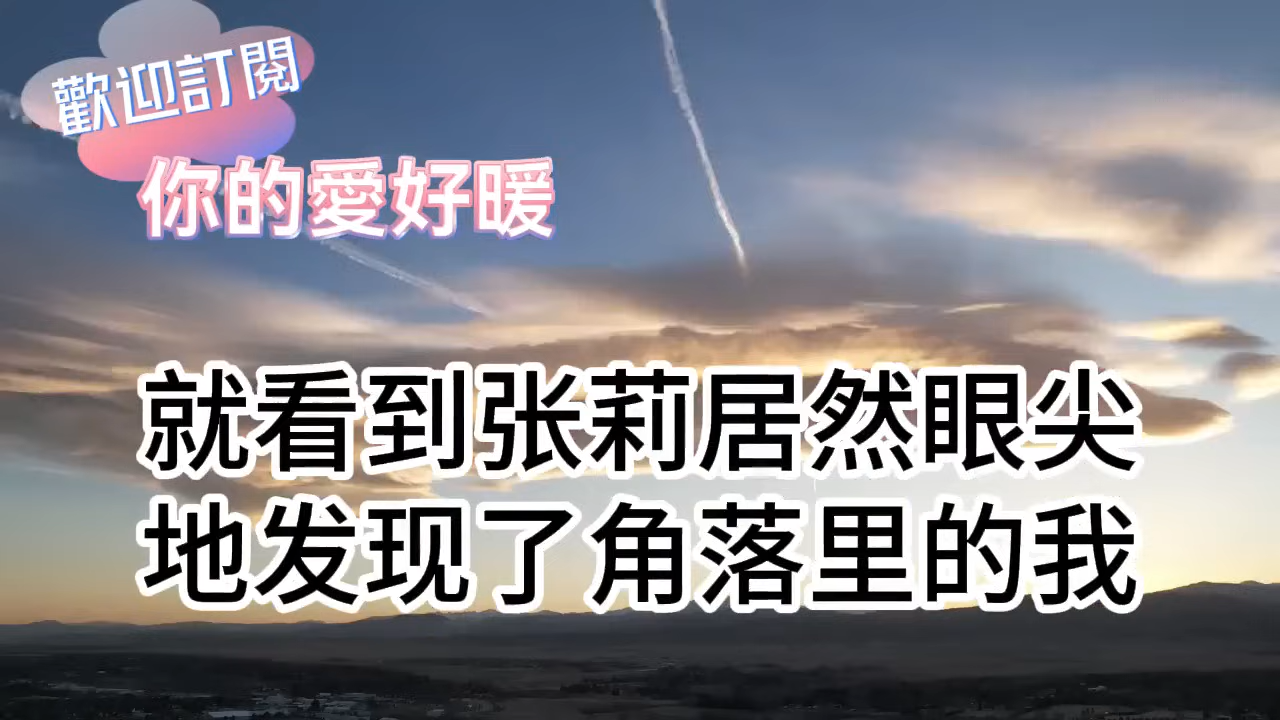 歡迎訂閱
你的愛好暖
就看到张莉居然眼尖
地发现了角落里的我